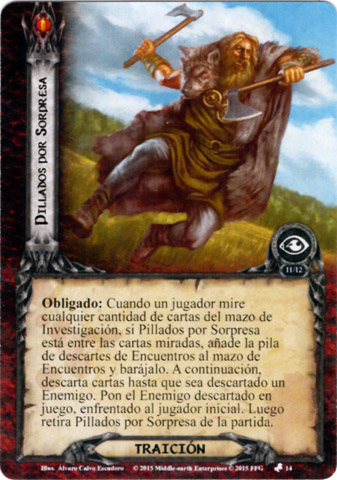 Pillados por Sorpresa
11/12
Obligado: Cuando un jugador mire
cualquier cantidad de cartas del mazo de
Investigación, si Pillados por Sorpresa
está entre las cartas miradas, añade la pila
de descartes de Encuentros al mazo de
Encuentros y barájalo. A continuación,
descarta cartas hasta que sea descartado un
Enemigo. Pon el Enemigo descartado en
juego, enfrentado al jugador inicial. Luego
retira Pillados por Sorpresa de la partida.
TRAICIÓN
Illus. Alvaro Calvo Escudero
© 2015 Middle-earth Enterprises © 2015 FFG
14